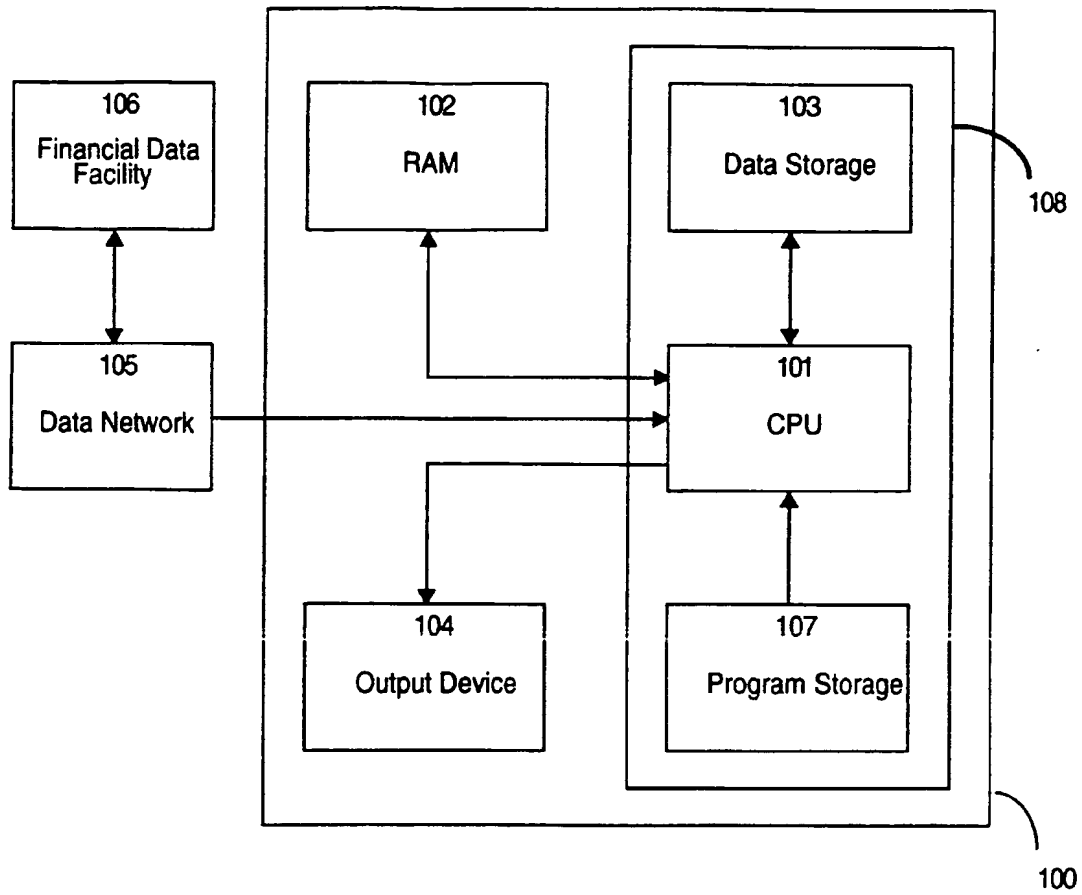 106
Financial Data
Facility
102
RAM
103
Data Storage
108
105
Data Network
101
CPU
104
Output Device
107
Program Storage
100